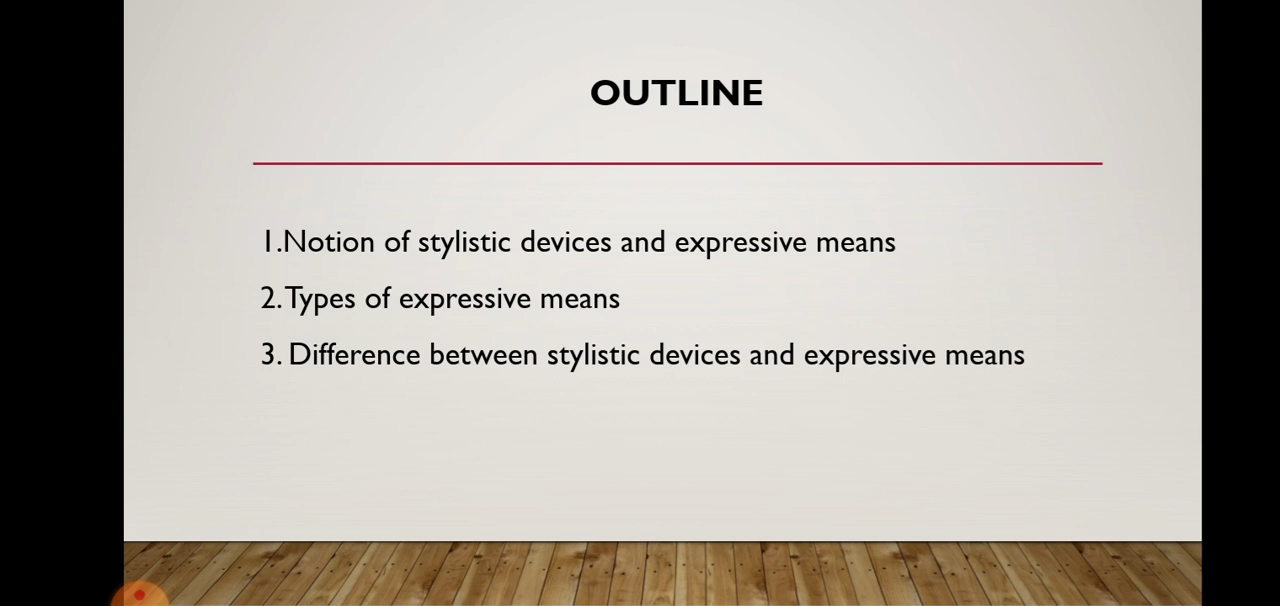 OUTLINE
1.Notion of stylistic devices and expressive means
2.Types of expressive means
3. Difference between stylistic devices and expressive means